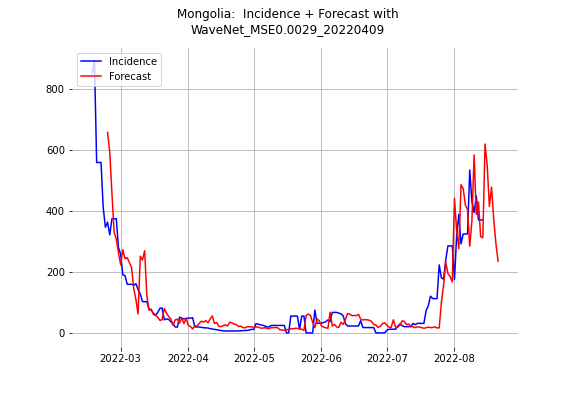 Mongolia:  Incidence + Forecast with
WaveNet_MSE0.0029_20220409
Incidence
Forecast
800
600
400
200
0
2022-03
2022-04
2022-05
2022-06
2022-07
2022-08